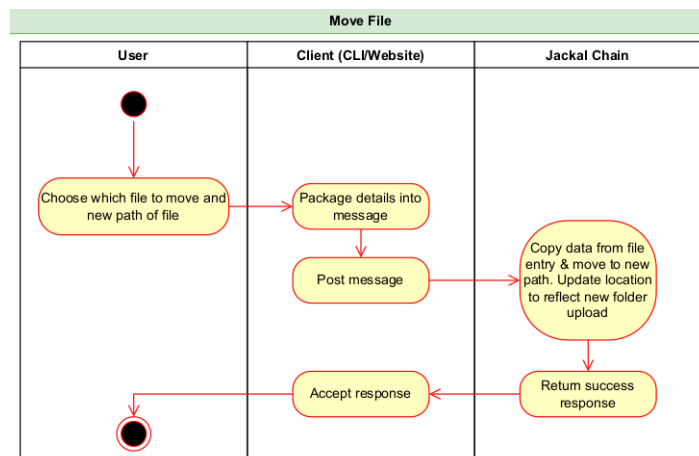 Move File
User
Client (CLI/Website)
Jackal Chain
Choose which file to move and
new path of file
Package details into
message
Post message
Copy data from file
entry & move to new
path. Update location
to reflect new folder
upload
Return success
response
Accept response